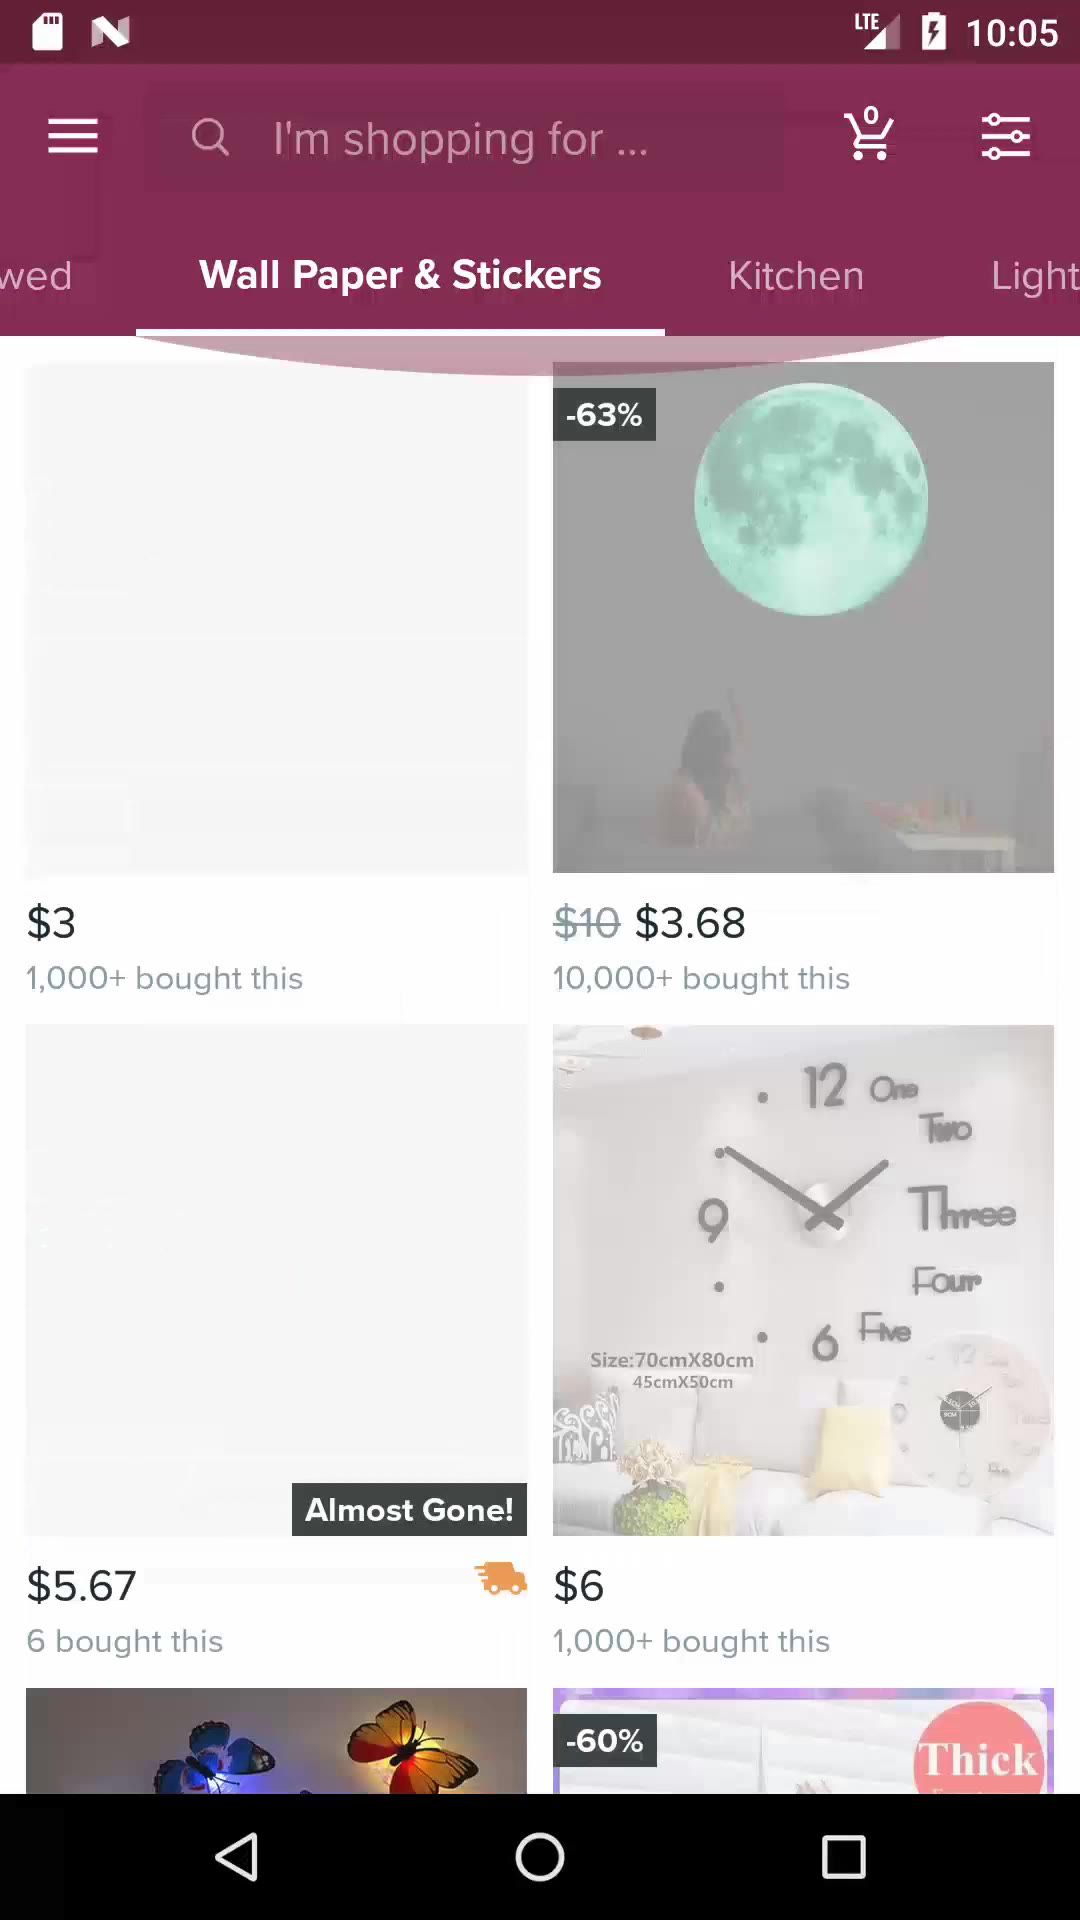 LTE 10:05
I'm shopping for ...
0
wed
Wall Paper & Stickers
Kitchen
Light
-63%
$3
1,000+ bought this
$10 $3.68
10,000+ bought this
12 One
Two
9
Three
Four
6 Five
Size:70cmX80cm
45cmX50cm
Almost Gone!
$5.67
6 bought this
$6
1,000+ bought this
-60%
Thick